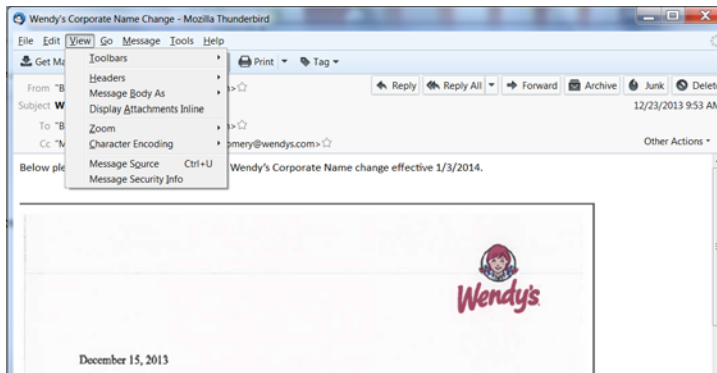 Wendy's Corporate Name Change - Mozilla Thunderbird
File Edit View Go Message Tools Help
Get Ma Print Tag
Toolbars
Headers
Message Body As
Display Attachments Inline
Zoom
Character Encoding
Message Source Ctrl+U
Message Security Info
From "B Reply Reply All Forward Archive Junk Delet
Subject W 12/23/2013 9:53 AM
To "B
Cc "M omery@wendys.com> Other Actions
Below ple Wendy's Corporate Name change effective 1/3/2014.
Wendy's
December 15, 2013